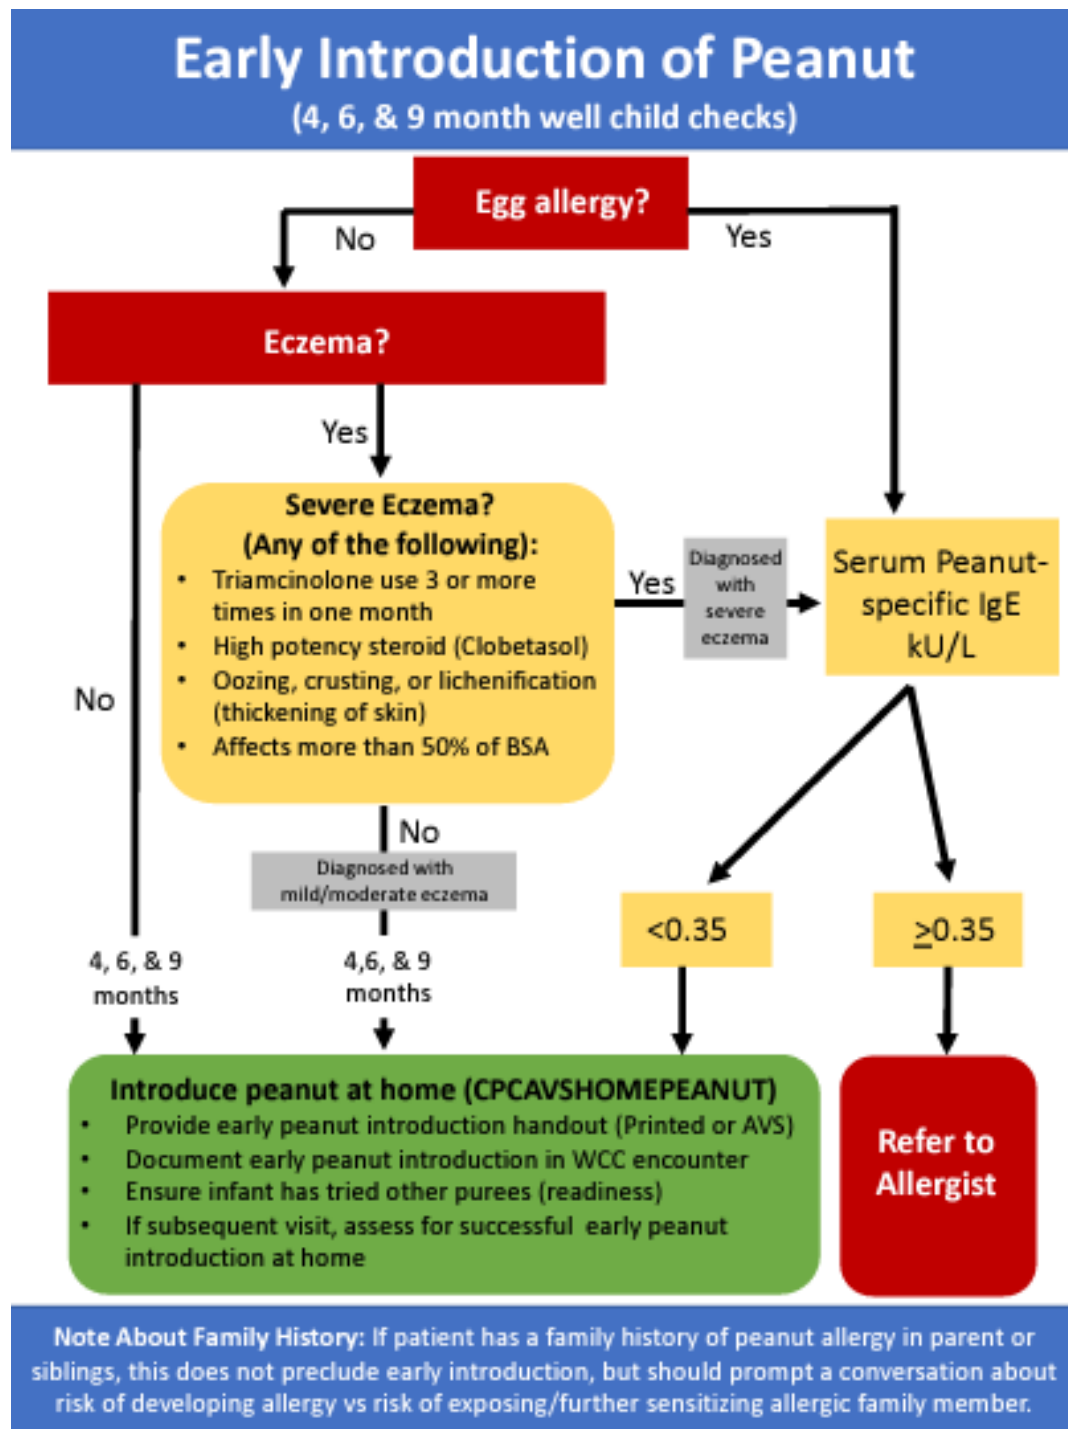 Early Introduction of Peanut
(4, 6, & 9 month well child checks)
Egg allergy?
No
Yes
Eczema?
Yes
Severe Eczema?
(Any of the following):
• Triamcinolone use 3 or more
times in one month
• High potency steroid (Clobetasol)
• Oozing, crusting, or lichenification
(thickening of skin)
• Affects more than 50% of BSA
Yes
Diagnosed
with
severe
eczema
Serum Peanut-
specific IgE
kU/L
No
No
Diagnosed with
mild/moderate eczema
<0.35
≥0.35
4, 6, & 9
months
4,6, & 9
months
Introduce peanut at home (CPCAVSHOMEPEANUT)
• Provide early peanut introduction handout (Printed or AVS)
• Document early peanut introduction in WCC encounter
• Ensure infant has tried other purees (readiness)
• If subsequent visit, assess for successful early peanut
introduction at home
Refer to
Allergist
Note About Family History: If patient has a family history of peanut allergy in parent or
siblings, this does not preclude early introduction, but should prompt a conversation about
risk of developing allergy vs risk of exposing/further sensitizing allergic family member.